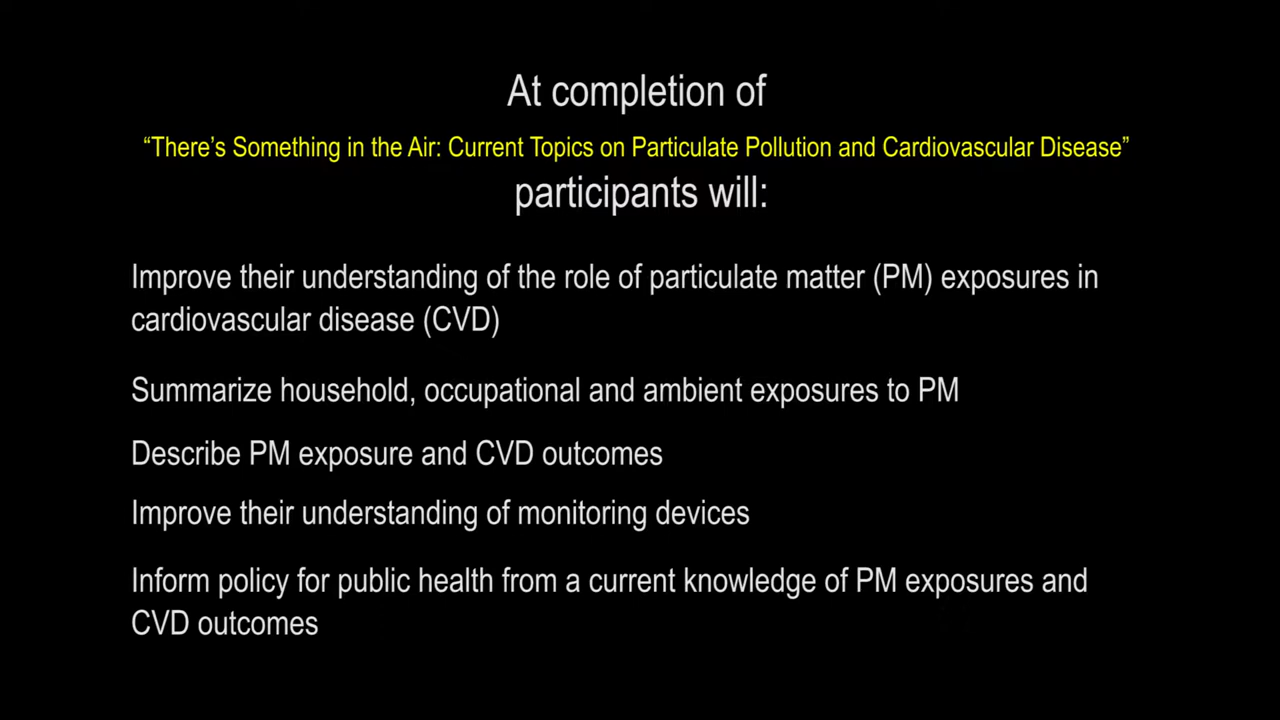 At completion of
“There’s Something in the Air: Current Topics on Particulate Pollution and Cardiovascular Disease”
participants will:
Improve their understanding of the role of particulate matter (PM) exposures in
cardiovascular disease (CVD)
Summarize household, occupational and ambient exposures to PM
Describe PM exposure and CVD outcomes
Improve their understanding of monitoring devices
Inform policy for public health from a current knowledge of PM exposures and
CVD outcomes